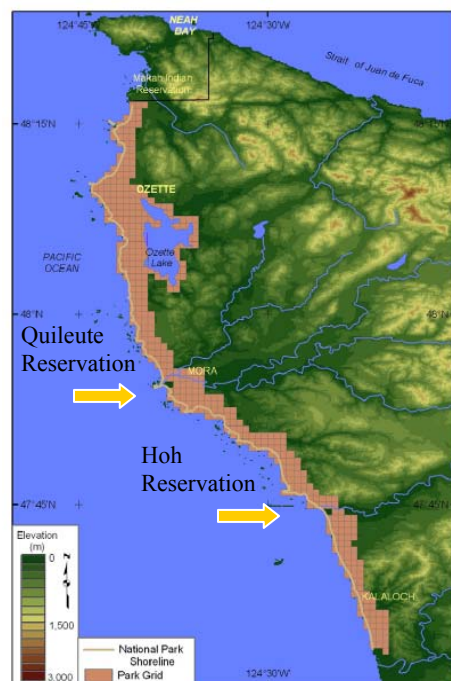 124°45'W
124°30'W
NEAH
BAY
Strait of Juan de Fuca
Makah Indian
Reservation
48°15'
OZETTE
PACIFIC
OCEAN
Ozette
Lake
48°N
Quileute
Reservation
MORA
Hoh
Reservation
47°45'N
47°45'N
KALALOCH
Elevation
(m)
N
0
1,500
3,000
National Park
Shoreline
Park Grid
124°30'W